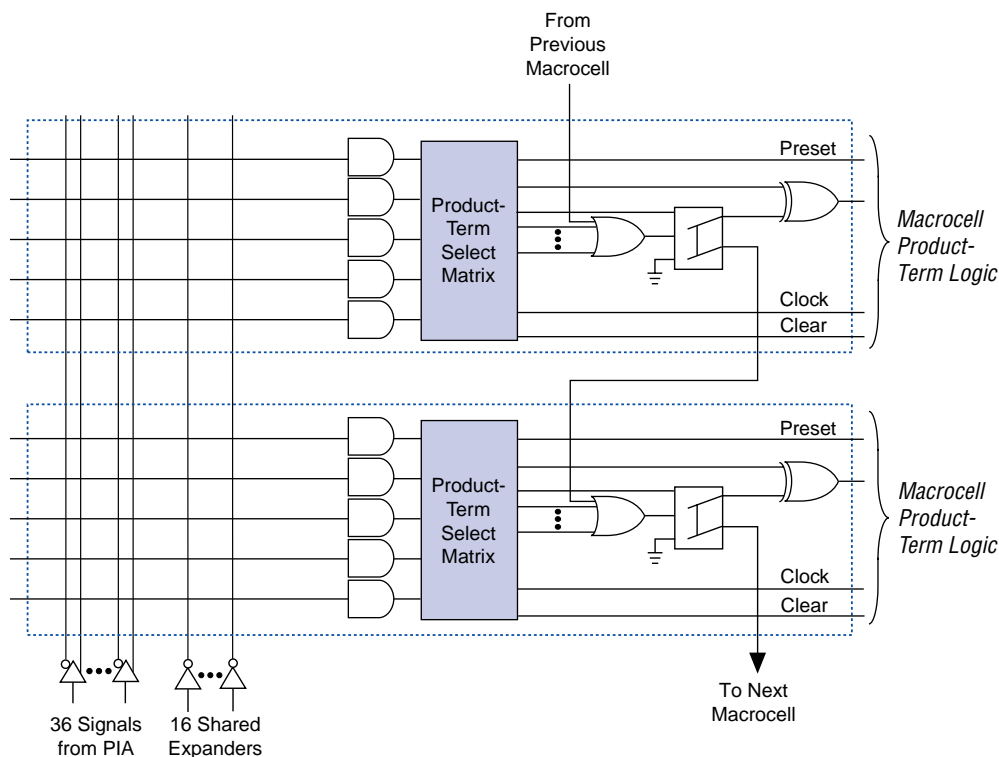 From
Previous
Macrocell
Preset
Product-
Term
Select
Matrix
Macrocell
Product-
Term Logic
Clock
Clear
Preset
Product-
Term
Select
Matrix
Macrocell
Product-
Term Logic
Clock
Clear
36 Signals
from PIA
16 Shared
Expanders
To Next
Macrocell